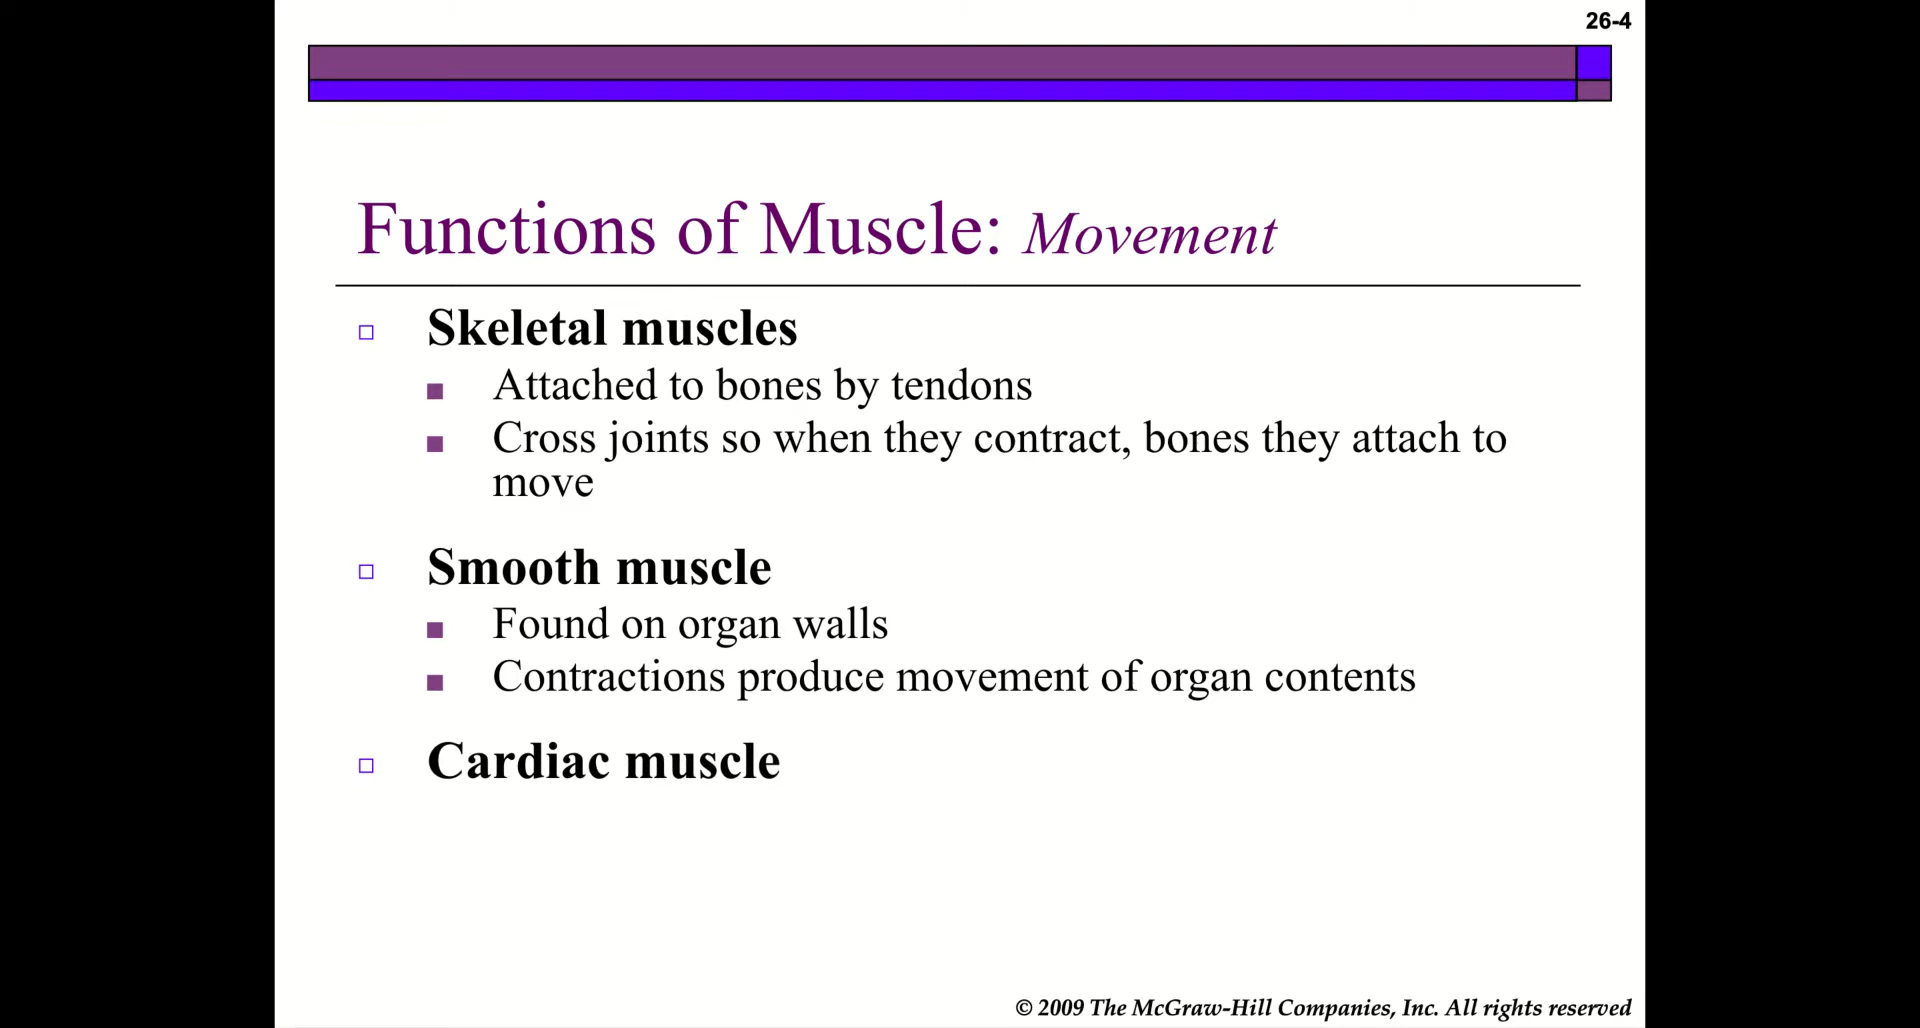 26-4
Functions of Muscle: Movement
Skeletal muscles
Attached to bones by tendons
Cross joints so when they contract, bones they attach to
move
Smooth muscle
Found on organ walls
Contractions produce movement of organ contents
Cardiac muscle
© 2009 The McGraw-Hill Companies, Inc. All rights reserved